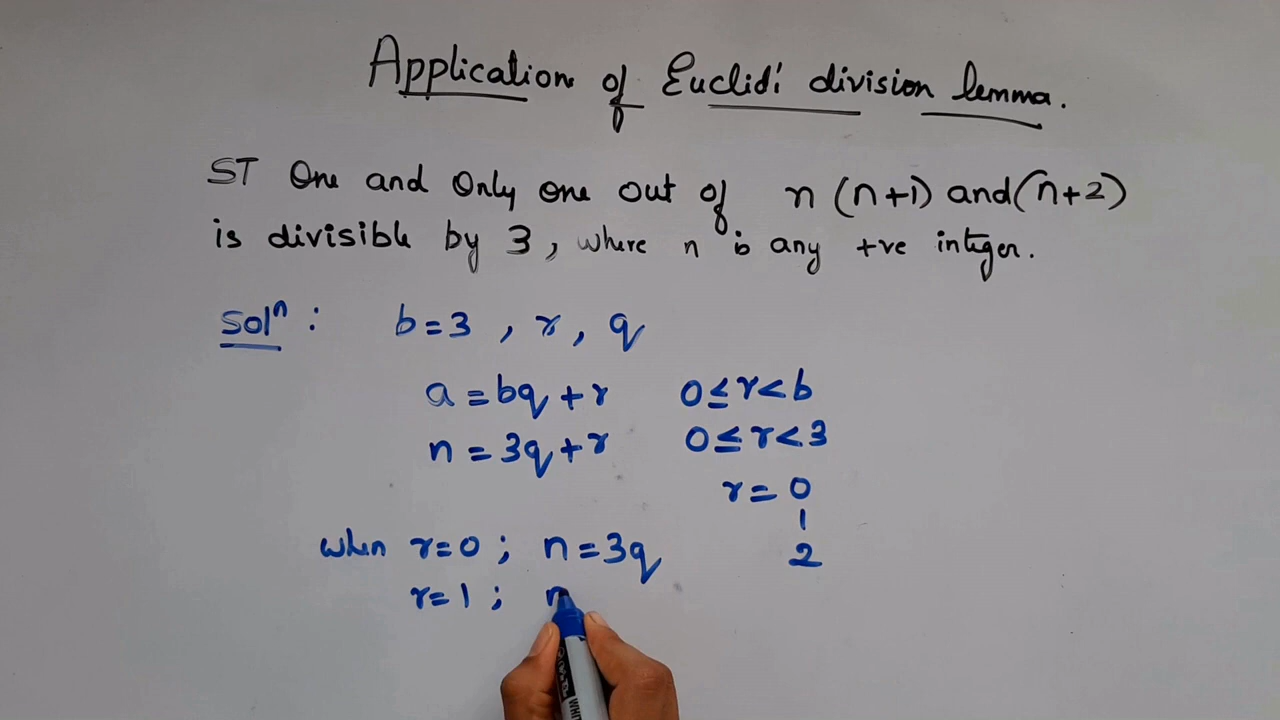 Application of Euclid's division lemma.
ST One and Only one out of n (n+1) and (n+2)
is divisible by 3, where n is any +ve integer.
Solⁿ : b=3 , r, q
a = bq + r 0 ≤ r < b
n = 3q + r 0 ≤ r < 3
r = 0
1
2
when r=0 ; n = 3q
r=1 ; n